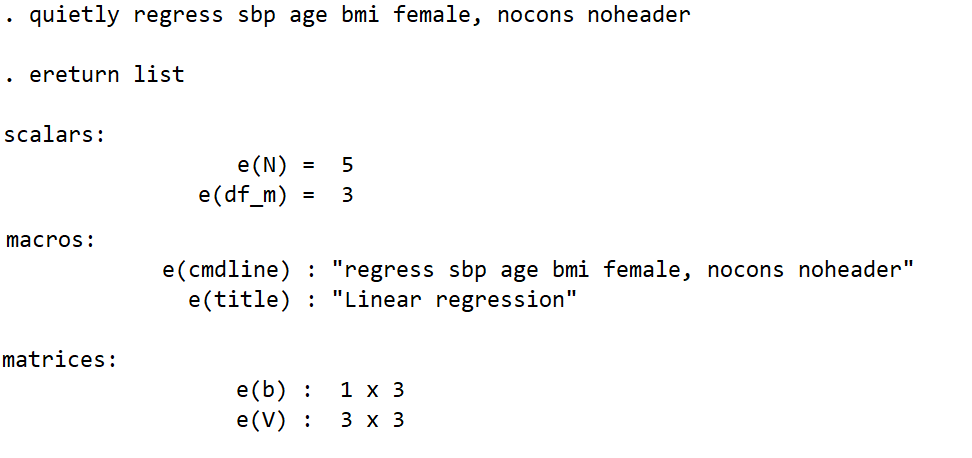 . quietly regress sbp age bmi female, nocons noheader
. ereturn list
scalars:
e(N) = 5
e(df_m) = 3
macros:
e(cmdline) : "regress sbp age bmi female, nocons noheader"
e(title) : "Linear regression"
matrices:
e(b) : 1 x 3
e(V) : 3 x 3